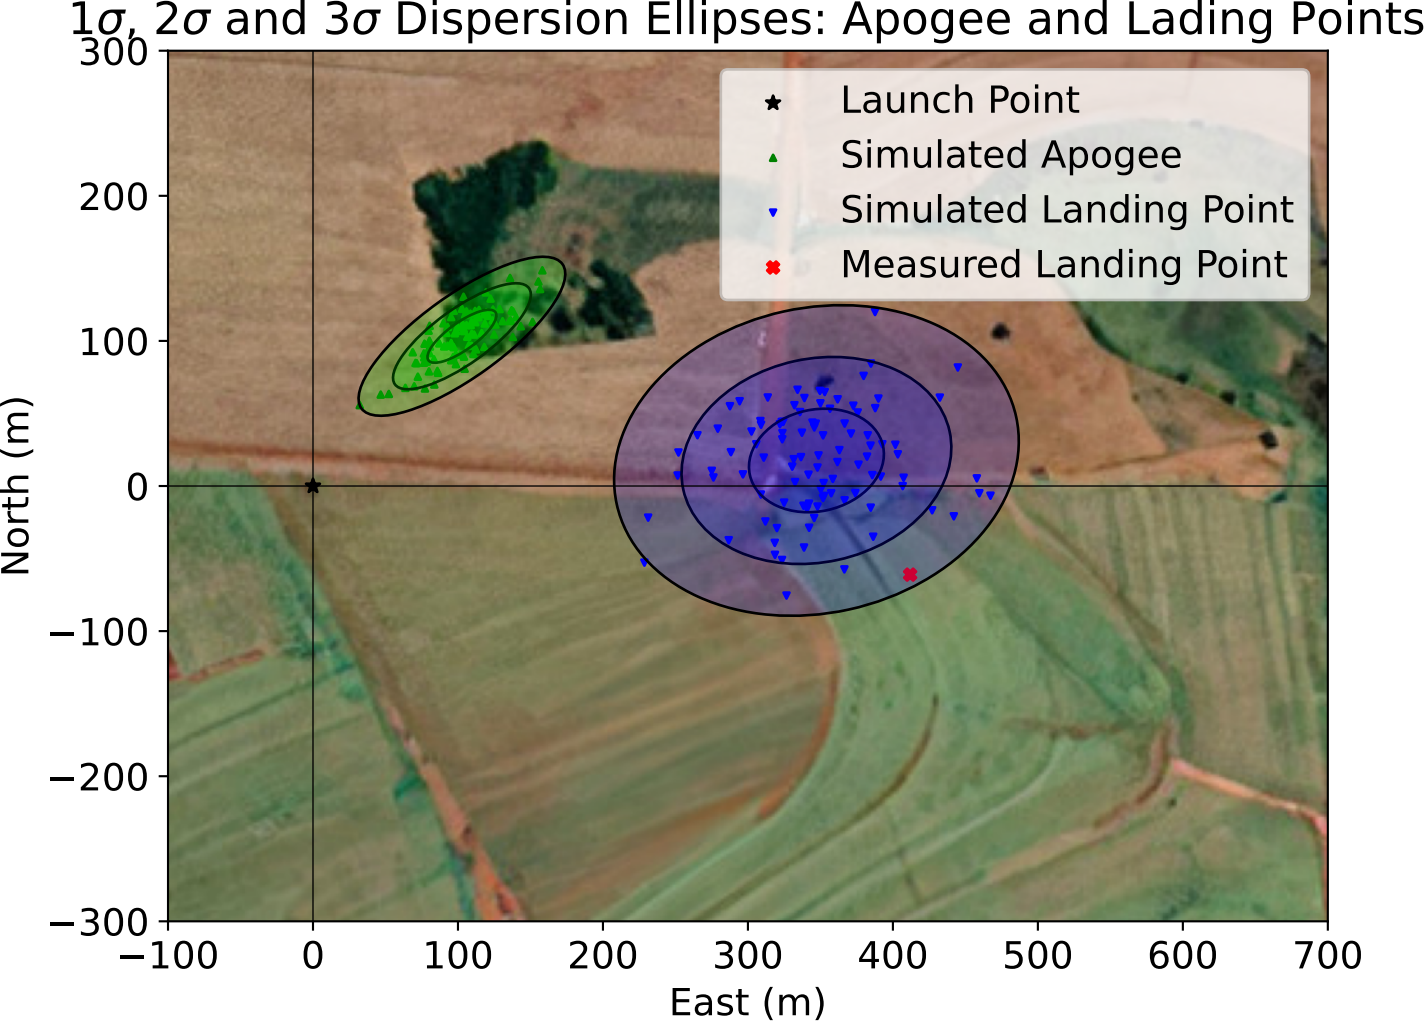 1σ, 2σ and 3σ Dispersion Ellipses: Apogee and Lading Points
Launch Point
Simulated Apogee
Simulated Landing Point
Measured Landing Point
North (m)
300
200
100
0
−100
−200
−300
−100 0 100 200 300 400 500 600 700
East (m)